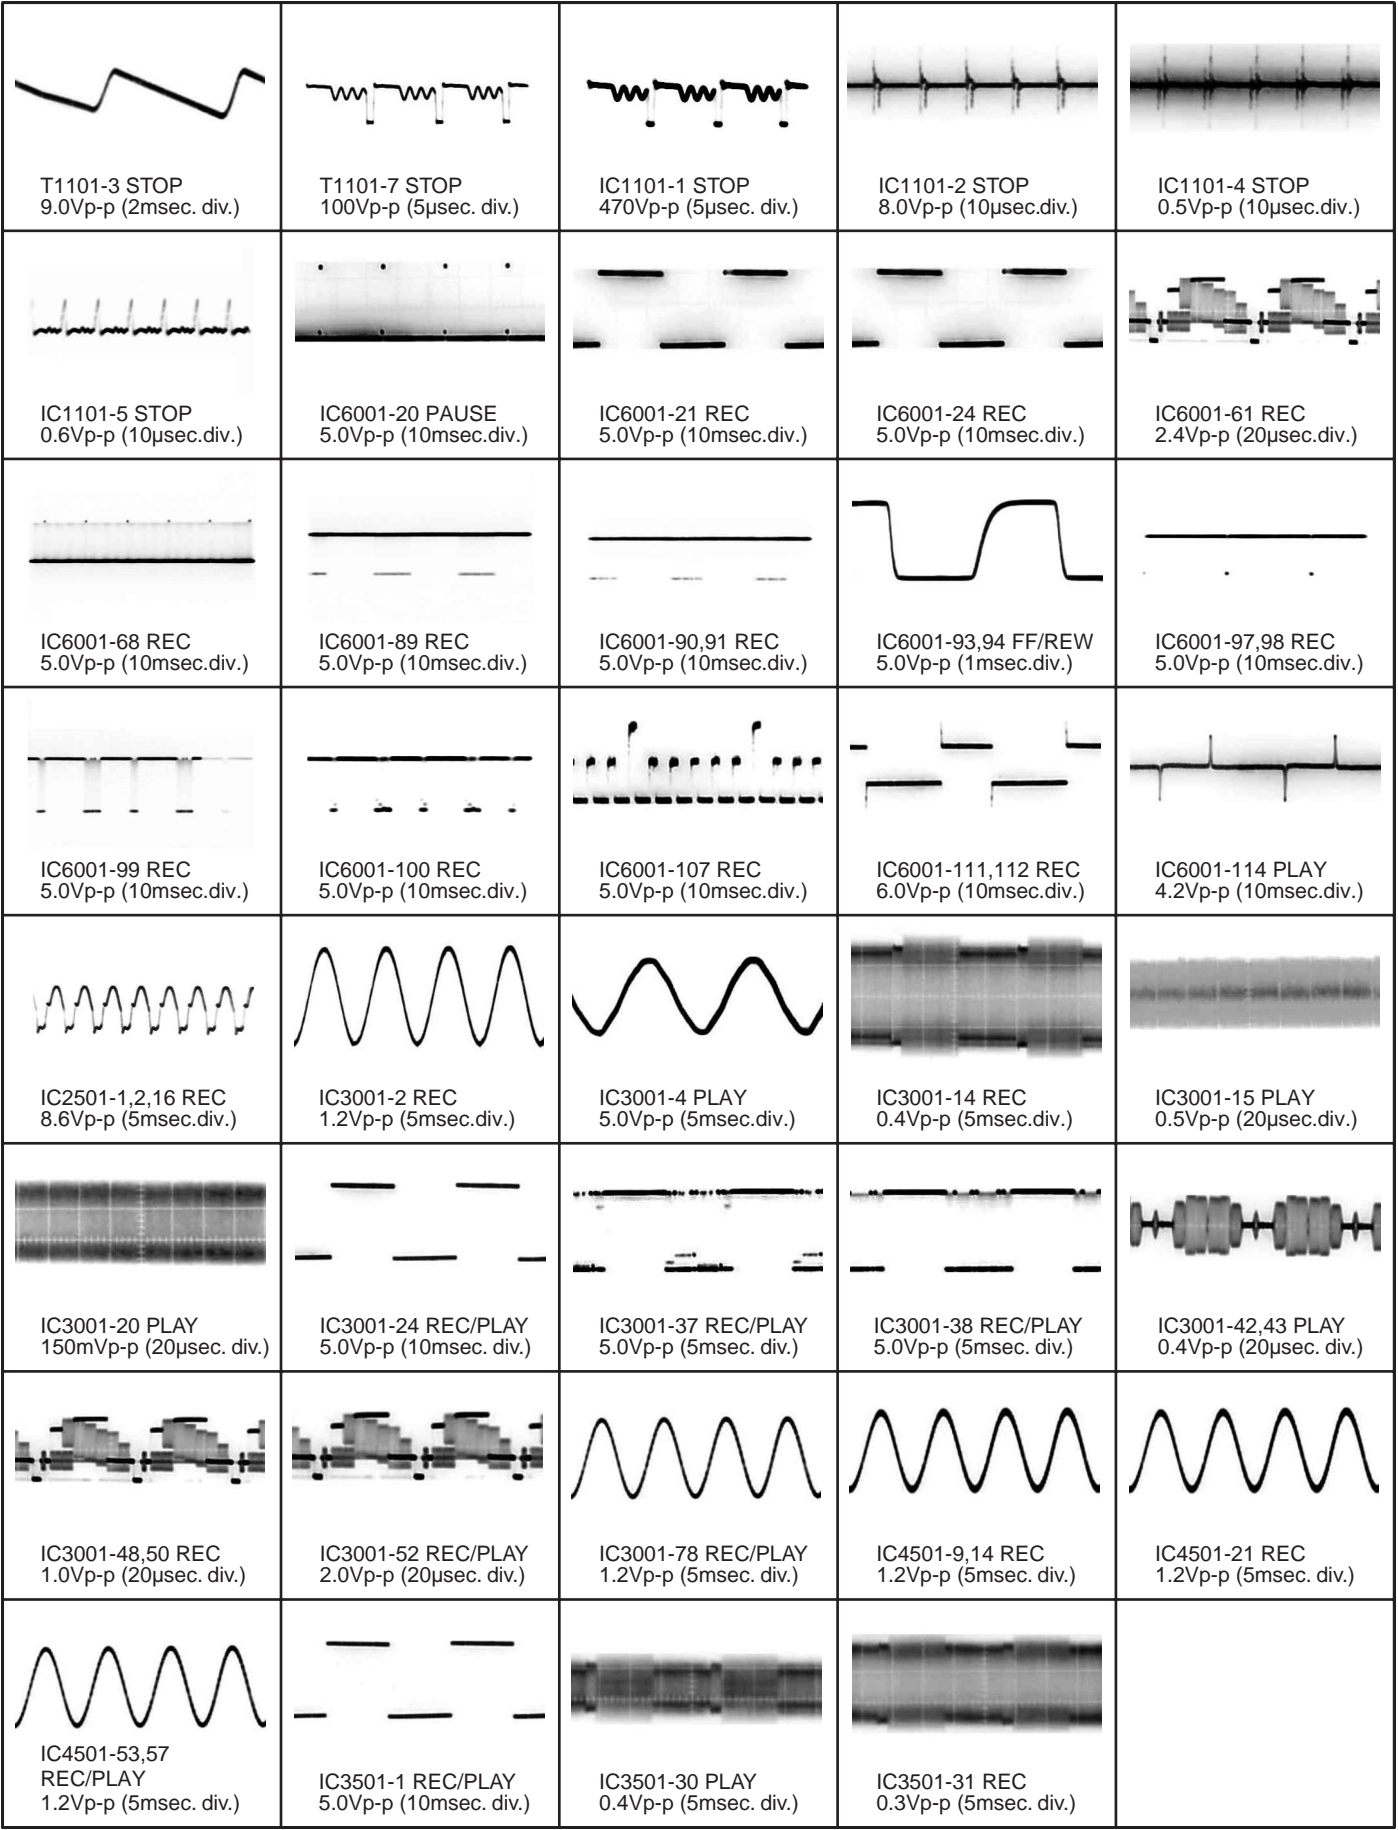 T1101-3 STOP
9.0Vp-p (2msec. div.)
T1101-7 STOP
100Vp-p (5µsec. div.)
IC1101-1 STOP
470Vp-p (5µsec. div.)
IC1101-2 STOP
8.0Vp-p (10µsec.div.)
IC1101-4 STOP
0.5Vp-p (10µsec.div.)
IC1101-5 STOP
0.6Vp-p (10µsec.div.)
IC6001-20 PAUSE
5.0Vp-p (10msec.div.)
IC6001-21 REC
5.0Vp-p (10msec.div.)
IC6001-24 REC
5.0Vp-p (10msec.div.)
IC6001-61 REC
2.4Vp-p (20µsec.div.)
IC6001-68 REC
5.0Vp-p (10msec.div.)
IC6001-89 REC
5.0Vp-p (10msec.div.)
IC6001-90,91 REC
5.0Vp-p (10msec.div.)
IC6001-93,94 FF/REW
5.0Vp-p (1msec.div.)
IC6001-97,98 REC
5.0Vp-p (10msec.div.)
IC6001-99 REC
5.0Vp-p (10msec.div.)
IC6001-100 REC
5.0Vp-p (10msec.div.)
IC6001-107 REC
5.0Vp-p (10msec.div.)
IC6001-111,112 REC
6.0Vp-p (10msec.div.)
IC6001-114 PLAY
4.2Vp-p (10msec.div.)
IC2501-1,2,16 REC
8.6Vp-p (5msec.div.)
IC3001-2 REC
1.2Vp-p (5msec.div.)
IC3001-4 PLAY
5.0Vp-p (5msec.div.)
IC3001-14 REC
0.4Vp-p (5msec.div.)
IC3001-15 PLAY
0.5Vp-p (20µsec.div.)
IC3001-20 PLAY
150mVp-p (20µsec. div.)
IC3001-24 REC/PLAY
5.0Vp-p (10msec. div.)
IC3001-37 REC/PLAY
5.0Vp-p (5msec. div.)
IC3001-38 REC/PLAY
5.0Vp-p (5msec. div.)
IC3001-42,43 PLAY
0.4Vp-p (20µsec. div.)
IC3001-48,50 REC
1.0Vp-p (20µsec. div.)
IC3001-52 REC/PLAY
2.0Vp-p (20µsec. div.)
IC3001-78 REC/PLAY
1.2Vp-p (5msec. div.)
IC4501-9,14 REC
1.2Vp-p (5msec. div.)
IC4501-21 REC
1.2Vp-p (5msec. div.)
IC4501-53,57
REC/PLAY
1.2Vp-p (5msec. div.)
IC3501-1 REC/PLAY
5.0Vp-p (10msec. div.)
IC3501-30 PLAY
0.4Vp-p (5msec. div.)
IC3501-31 REC
0.3Vp-p (5msec. div.)